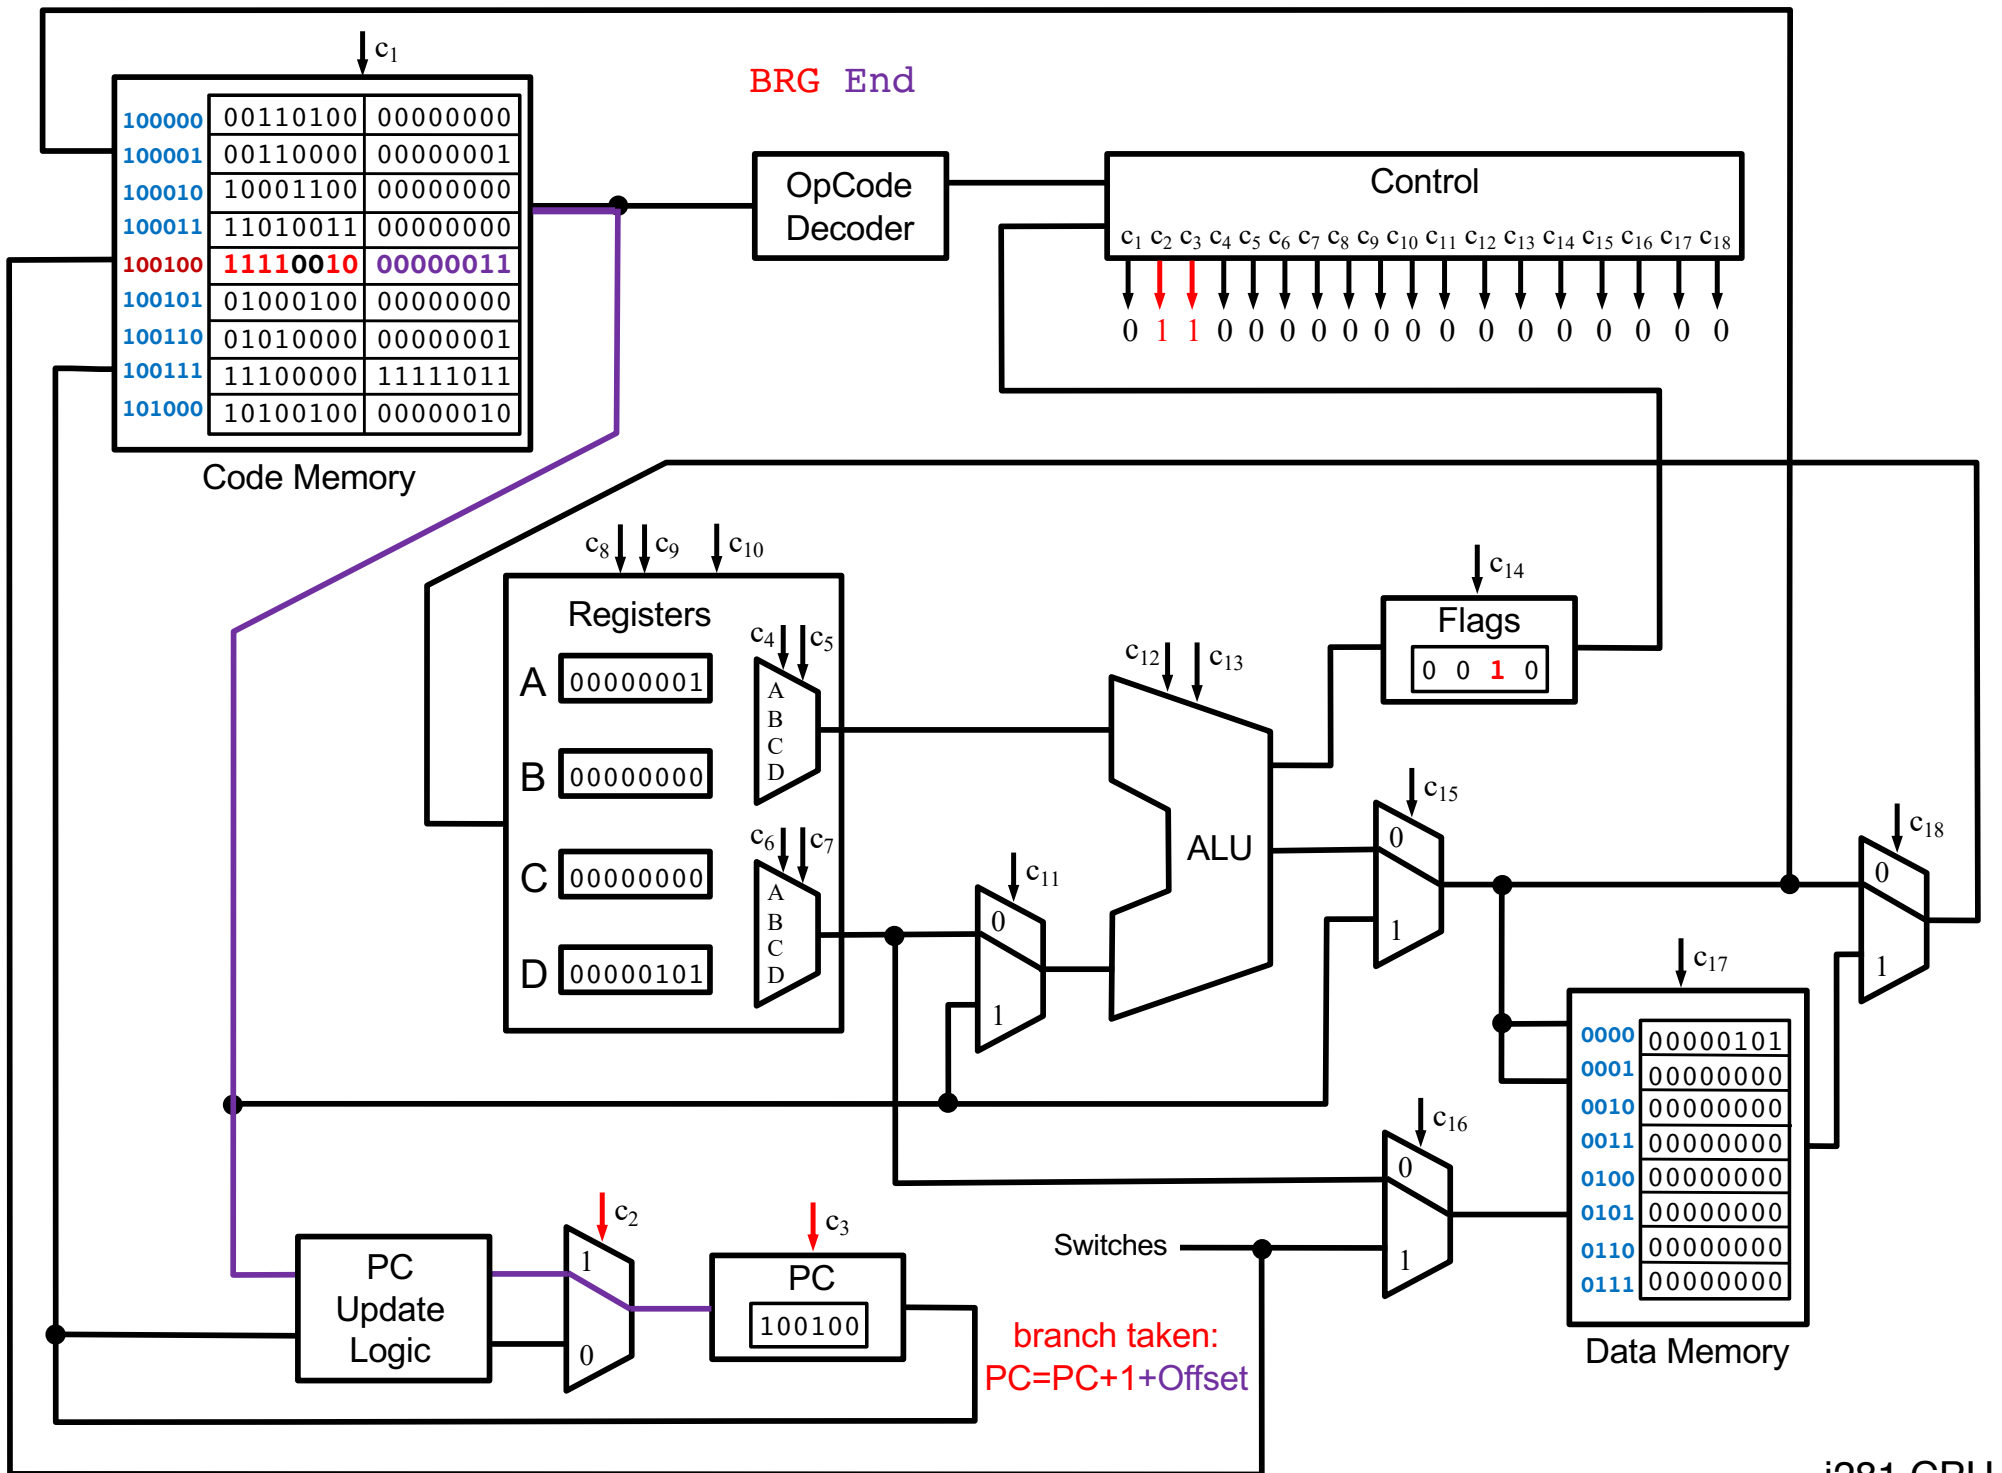 c1
BRG End
100000 00110100 00000000
100001 00110000 00000001
100010 10001100 00000000
100011 11010011 00000000
100100 11110010 00000011
100101 01000100 00000000
100110 01010000 00000001
100111 11100000 11111011
101000 10100100 00000010
Code Memory
OpCode
Decoder
Control
c1 c2 c3 c4 c5 c6 c7 c8 c9 c10 c11 c12 c13 c14 c15 c16 c17 c18
0 1 1 0 0 0 0 0 0 0 0 0 0 0 0 0 0 0
c8 c9 c10
Registers
A 00000001
B 00000000
C 00000000
D 00000101
c4 c5
A
B
C
D
c6 c7
A
B
C
D
c11
0
1
c12 c13
ALU
c14
Flags
0 0 1 0
c15
0
1
c18
0
1
c17
0000 00000101
0001 00000000
0010 00000000
0011 00000000
0100 00000000
0101 00000000
0110 00000000
0111 00000000
Data Memory
c16
0
1
Switches
PC
Update
Logic
c2
1
0
c3
PC
100100
branch taken:
PC=PC+1+Offset